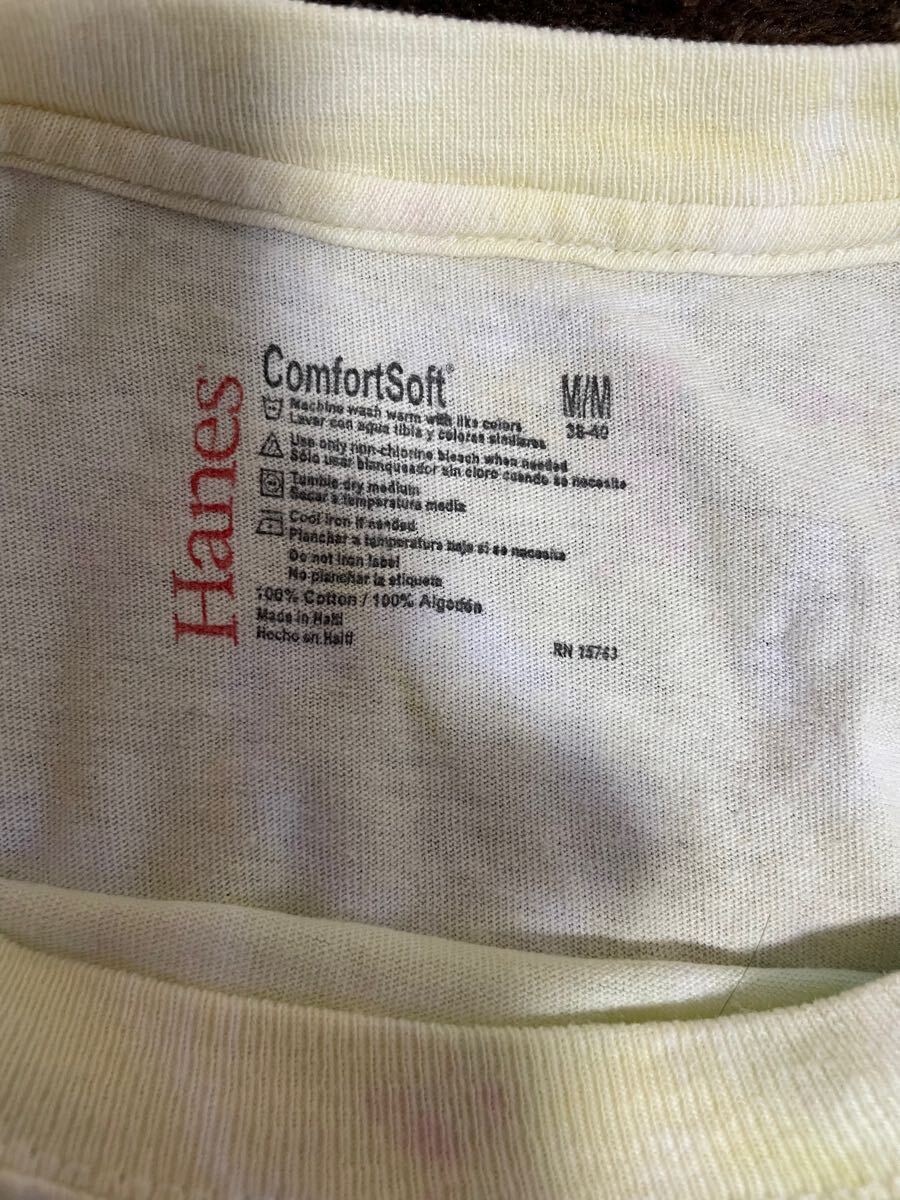 Hanes
ComfortSoft®
M/M
38-40
Machine wash warm with like colors
Lavar con agua tibia y colores similares
Use only non-chlorine bleach when needed
Sólo usar blanqueador sin cloro cuando se necesite
Tumble dry medium
Secar a temperatura media
Cool iron if needed
Planchar a temperatura baja si se necesita
Do not iron label
No planchar la etiqueta
100% Cotton / 100% Algodón
Made in Haiti
Hecho en Haití
RN 15763